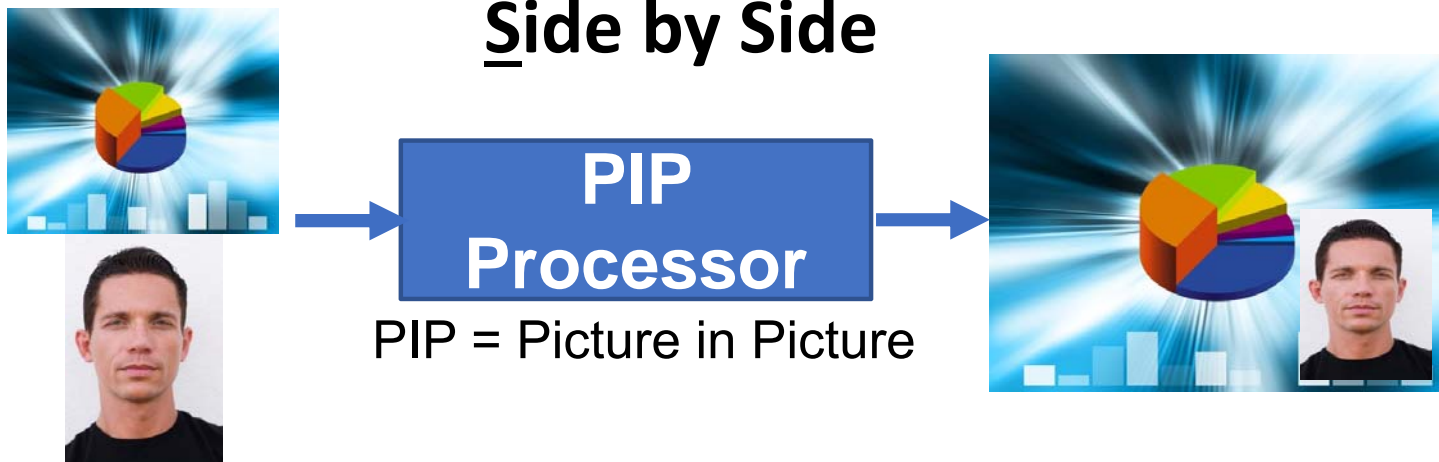 Side by Side
PIP
Processor
PIP = Picture in Picture